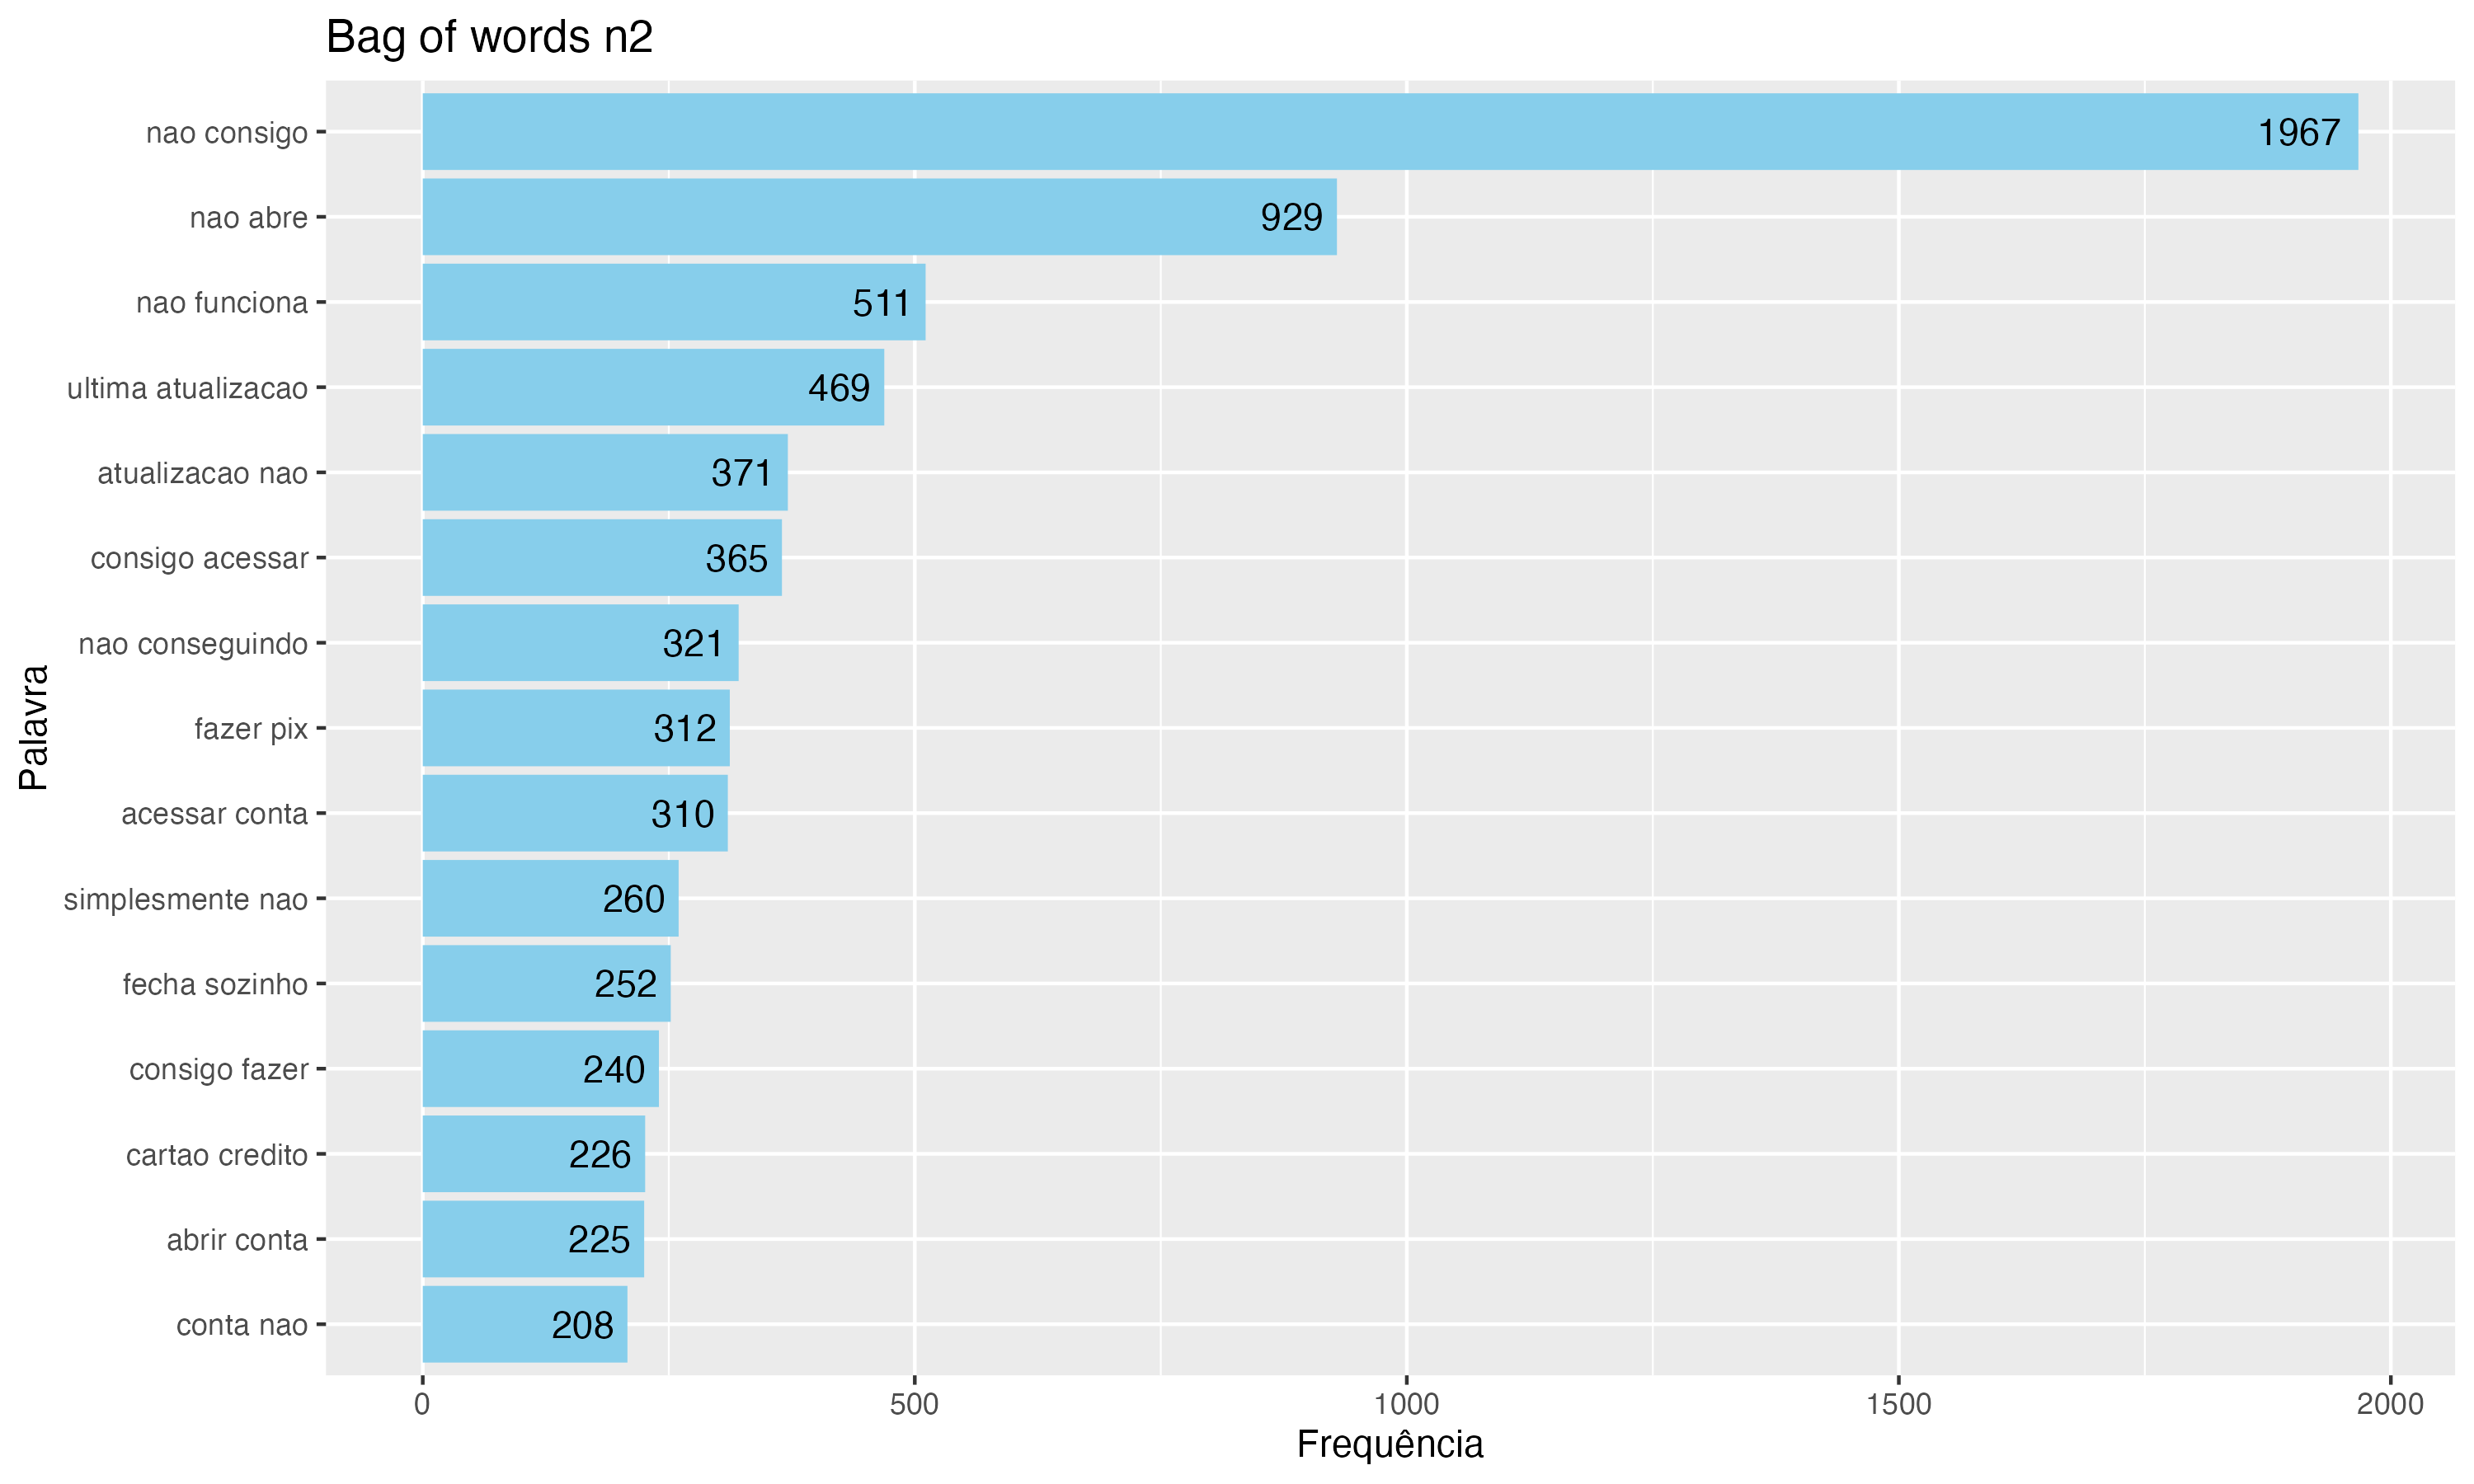 Bag of words n2
nao consigo 1967
nao abre 929
nao funciona 511
ultima atualizacao 469
atualizacao nao 371
consigo acessar 365
nao conseguindo 321
fazer pix 312
acessar conta 310
simplesmente nao 260
fecha sozinho 252
consigo fazer 240
cartao credito 226
abrir conta 225
conta nao 208
Palavra
0 500 1000 1500 2000
Frequência